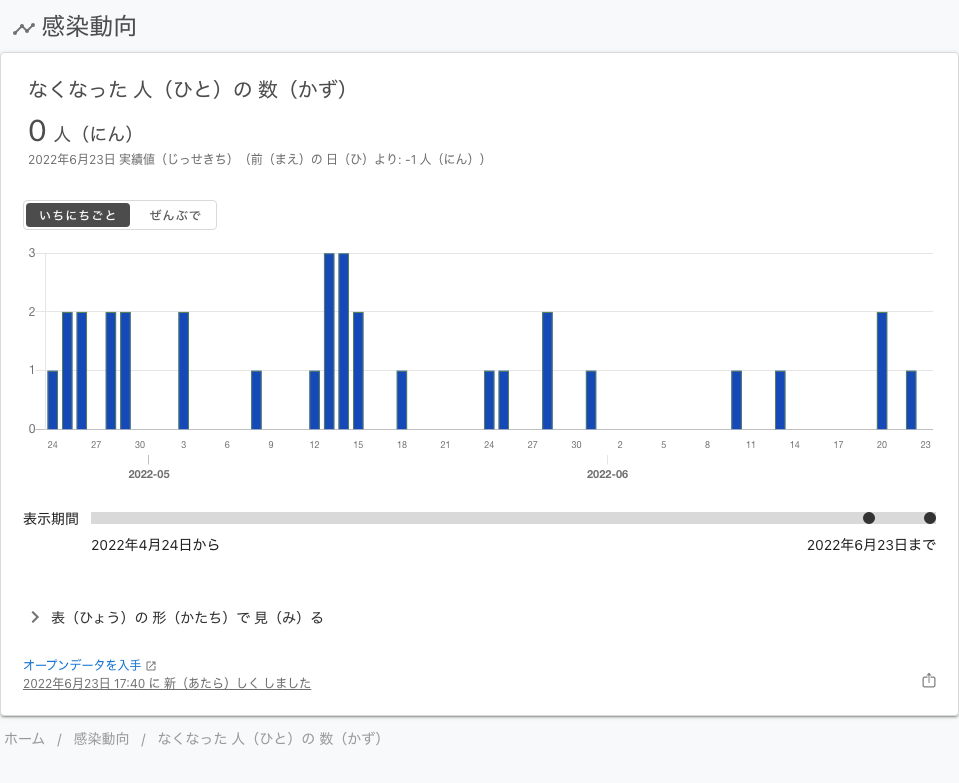 感染動向
なくなった 人（ひと）の 数（かず）
0 人（にん）
2022年6月23日 実績値（じっせきち）（前（まえ）の 日（ひ）より: -1 人（にん））
いちにちごと ぜんぶで
3
2
1
0
24 27 30 3 6 9 12 15 18 21 24 27 30 2 5 8 11 14 17 20 23
2022-05 2022-06
表示期間
2022年4月24日から 2022年6月23日まで
表（ひょう）の 形（かたち）で 見（み）る
オープンデータを入手
2022年6月23日 17:40 に 新（あたら）しく しました
ホーム / 感染動向 / なくなった 人（ひと）の 数（かず）